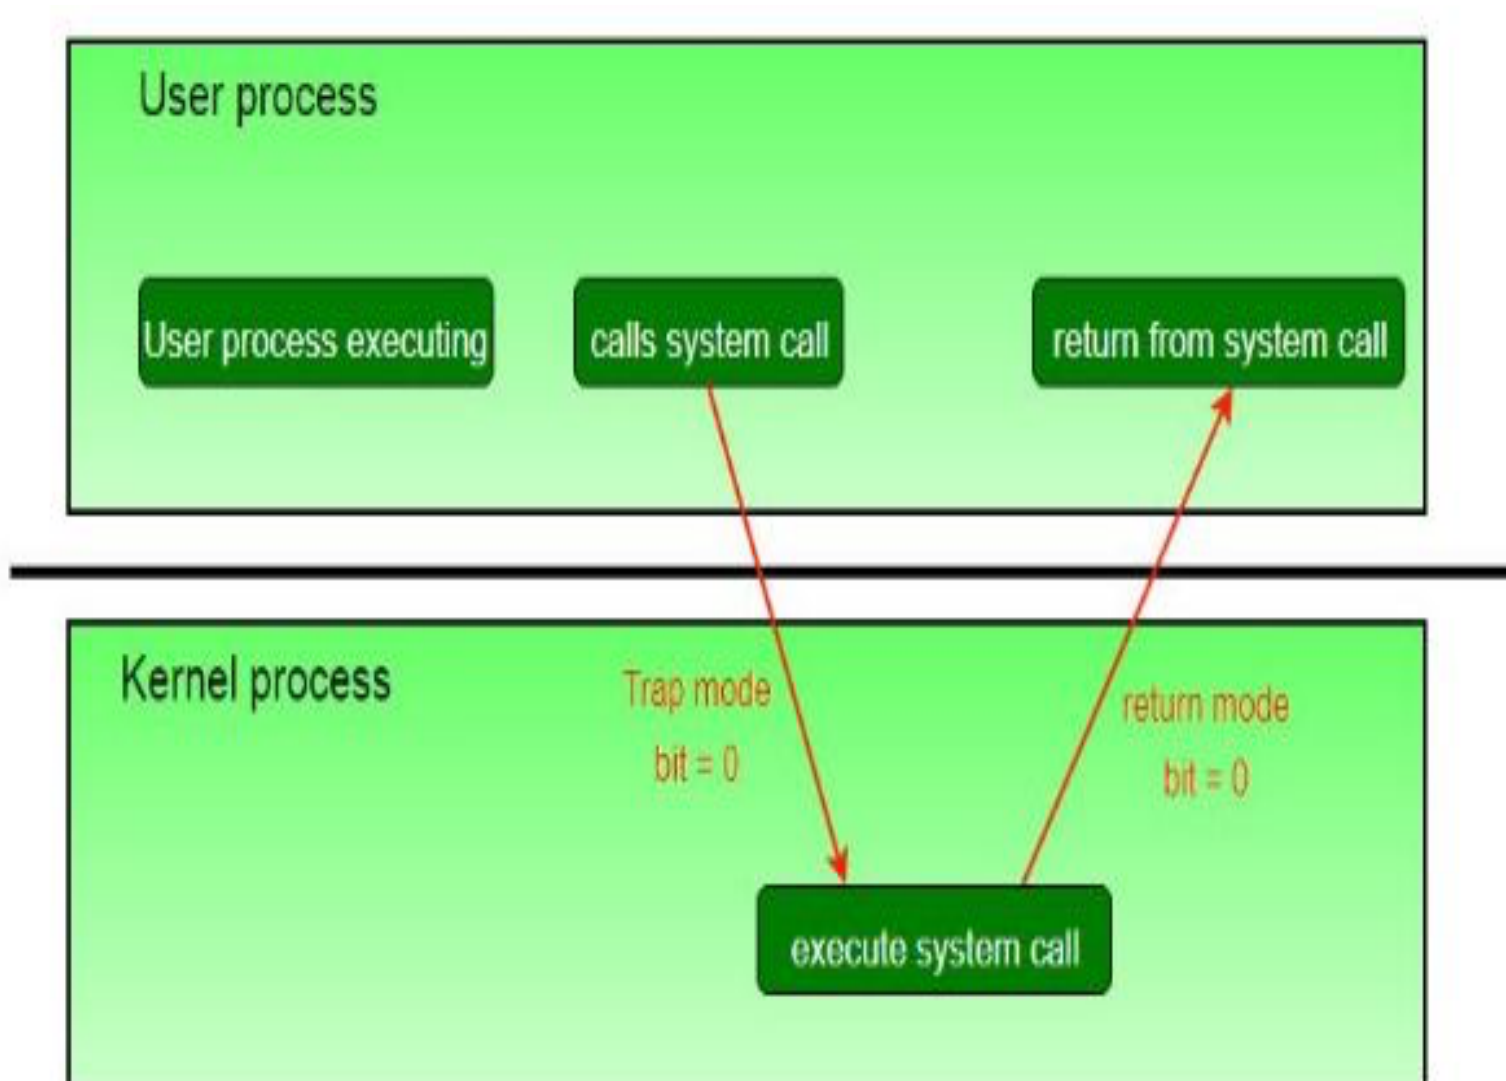 User process
User process executing
calls system call
return from system call
Kernel process
Trap mode
bit = 0
return mode
bit = 0
execute system call